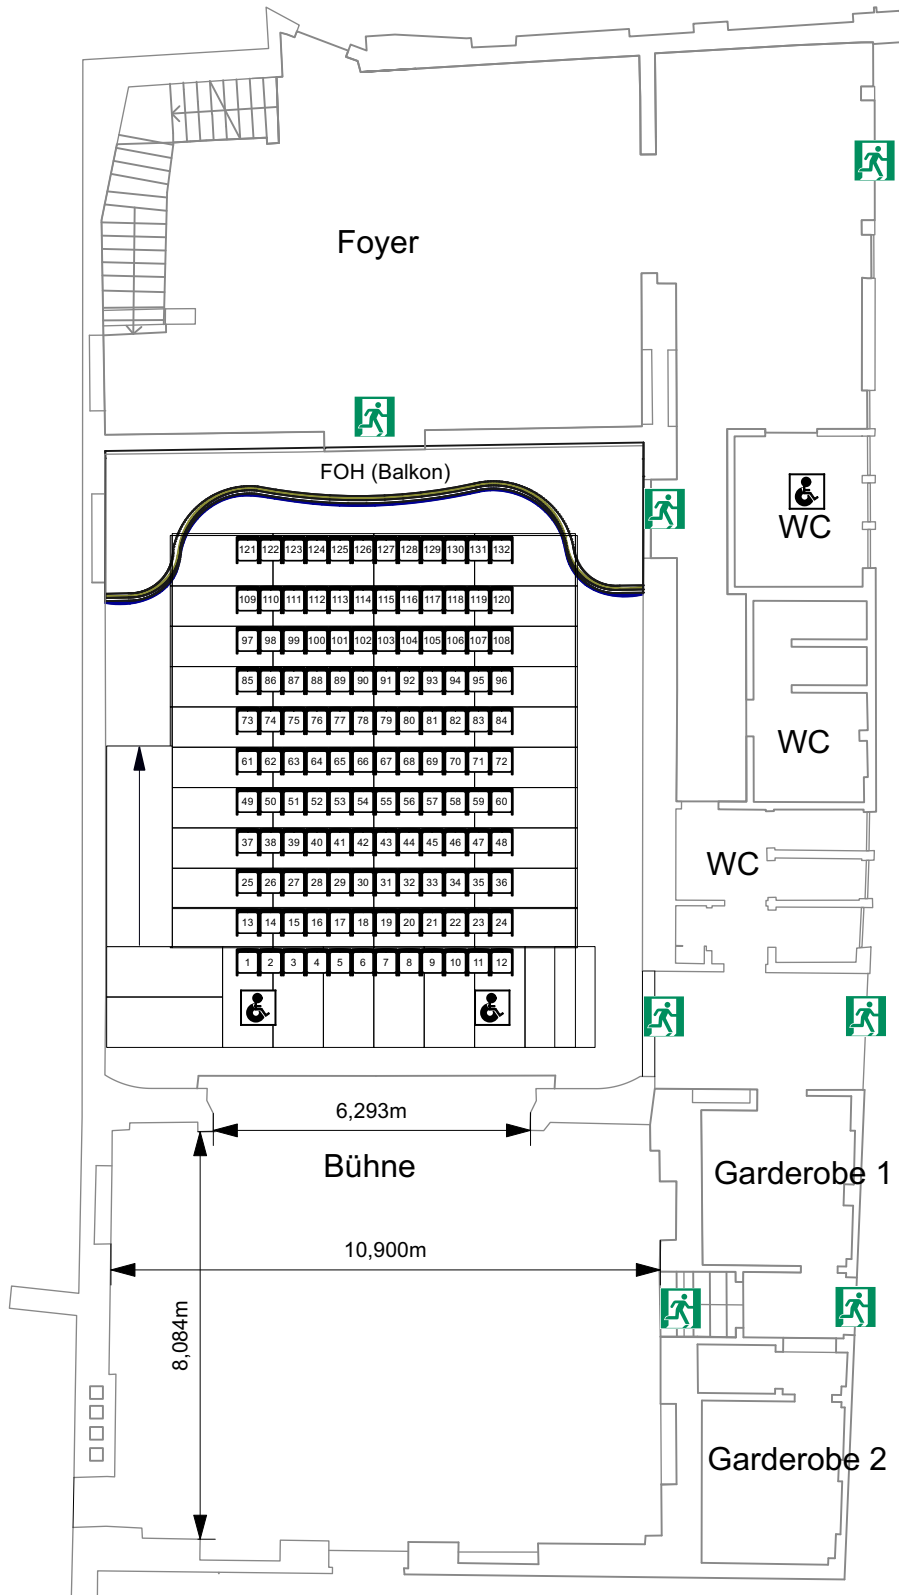 Foyer
FOH (Balkon)
121 122 123 124 125 126 127 128 129 130 131 132
109 110 111 112 113 114 115 116 117 118 119 120
WC
97 98 99 100 101 102 103 104 105 106 107 108
85 86 87 88 89 90 91 92 93 94 95 96
73 74 75 76 77 78 79 80 81 82 83 84
WC
61 62 63 64 65 66 67 68 69 70 71 72
49 50 51 52 53 54 55 56 57 58 59 60
37 38 39 40 41 42 43 44 45 46 47 48
WC
25 26 27 28 29 30 31 32 33 34 35 36
13 14 15 16 17 18 19 20 21 22 23 24
1 2 3 4 5 6 7 8 9 10 11 12
6,293m
Bühne
Garderobe 1
10,900m
8,084m
Garderobe 2